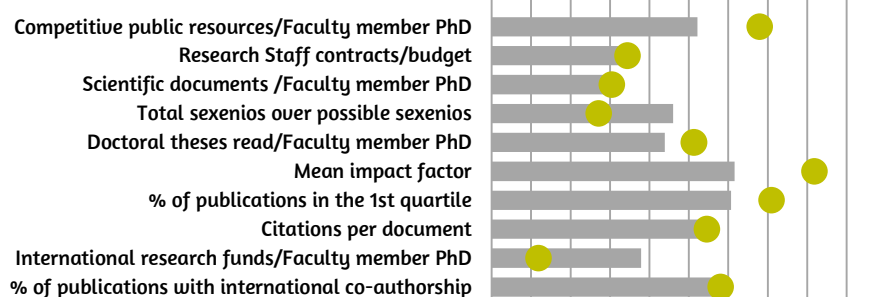 Competitive public resources/Faculty member PhD
Research Staff contracts/budget
Scientific documents /Faculty member PhD
Total sexenios over possible sexenios
Doctoral theses read/Faculty member PhD
Mean impact factor
% of publications in the 1st quartile
Citations per document
International research funds/Faculty member PhD
% of publications with international co-authorship